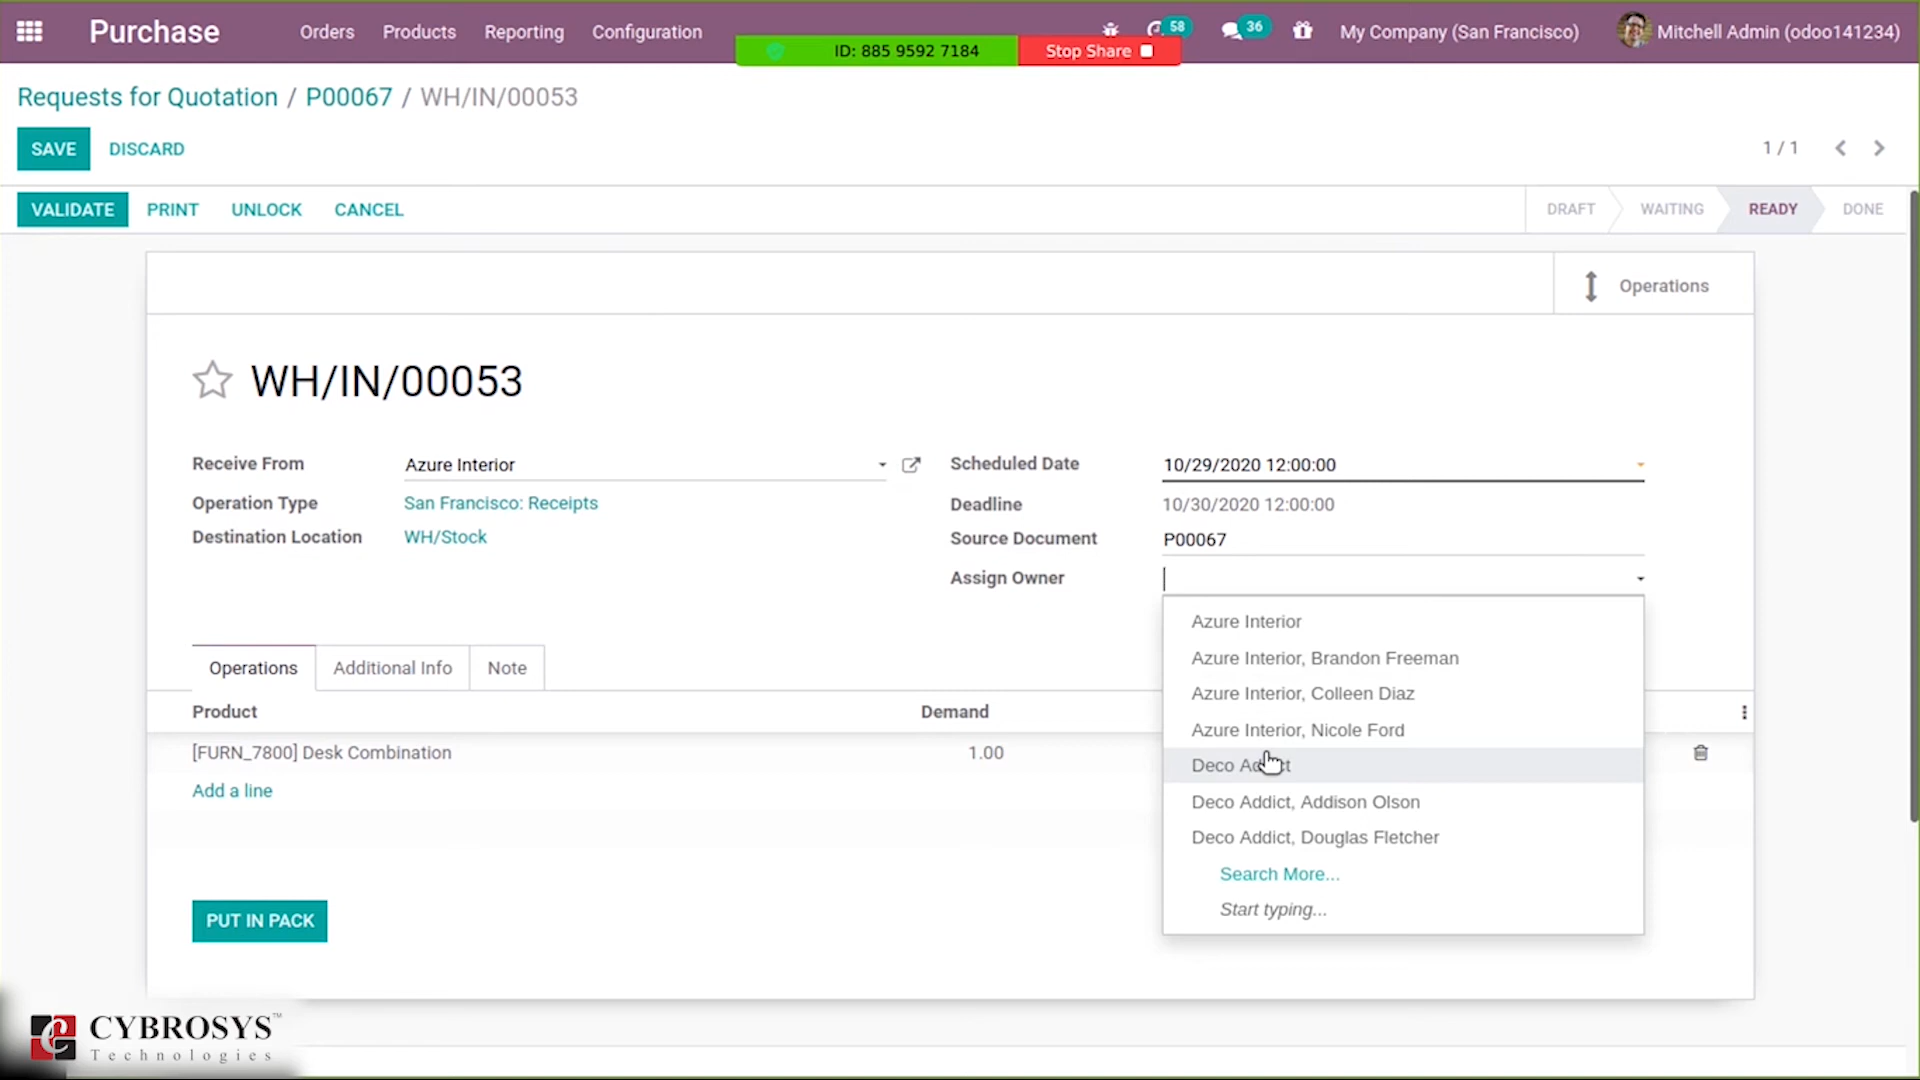 Purchase Orders Products Reporting Configuration 58 36 My Company (San Francisco) Mitchell Admin (odoo141234)
ID: 885 9592 7184 Stop Share
Requests for Quotation / P00067 / WH/IN/00053
SAVE DISCARD 1 / 1
VALIDATE PRINT UNLOCK CANCEL DRAFT WAITING READY DONE
Operations
WH/IN/00053
Receive From Azure Interior Scheduled Date 10/29/2020 12:00:00
Operation Type San Francisco: Receipts Deadline 10/30/2020 12:00:00
Destination Location WH/Stock Source Document P00067
Assign Owner
Azure Interior
Azure Interior, Brandon Freeman
Azure Interior, Colleen Diaz
Azure Interior, Nicole Ford
Deco Addict
Deco Addict, Addison Olson
Deco Addict, Douglas Fletcher
Search More...
Start typing...
Operations Additional Info Note
Product Demand
[FURN_7800] Desk Combination 1.00
Add a line
PUT IN PACK
CYBROSYS™
Technologies